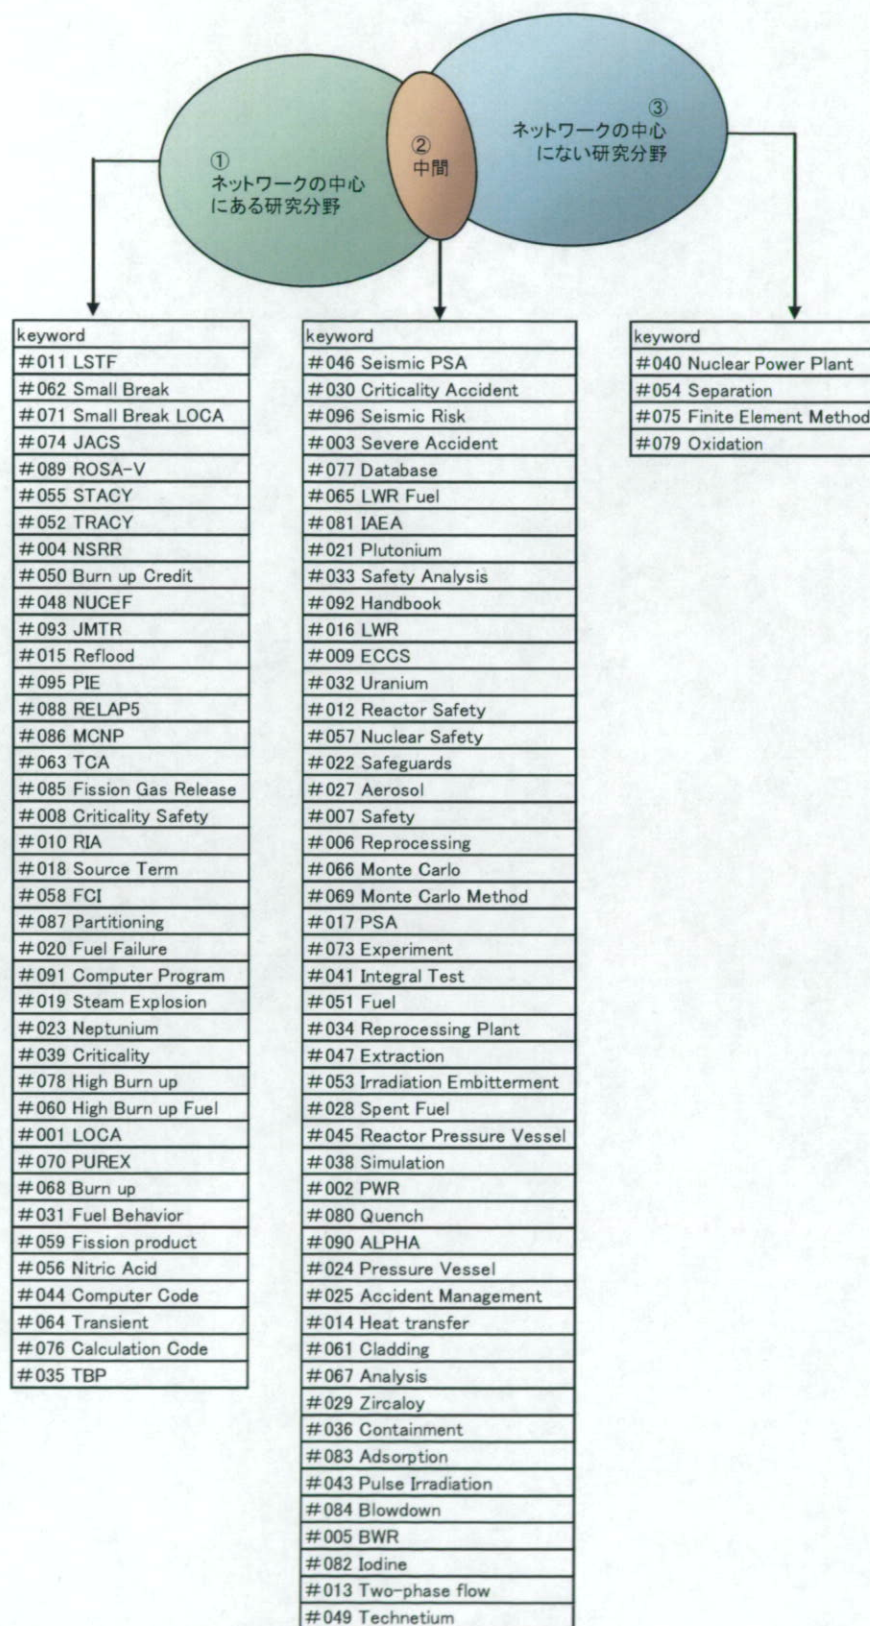 ①
ネットワークの中心
にある研究分野
②
中間
③
ネットワークの中心
にない研究分野
keyword
#011 LSTF
#062 Small Break
#071 Small Break LOCA
#074 JACS
#089 ROSA-V
#055 STACY
#052 TRACY
#004 NSRR
#050 Burn up Credit
#048 NUCEF
#093 JMTR
#015 Reflood
#095 PIE
#088 RELAP5
#086 MCNP
#063 TCA
#085 Fission Gas Release
#008 Criticality Safety
#010 RIA
#018 Source Term
#058 FCI
#087 Partitioning
#020 Fuel Failure
#091 Computer Program
#019 Steam Explosion
#023 Neptunium
#039 Criticality
#078 High Burn up
#060 High Burn up Fuel
#001 LOCA
#070 PUREX
#068 Burn up
#031 Fuel Behavior
#059 Fission product
#056 Nitric Acid
#044 Computer Code
#064 Transient
#076 Calculation Code
#035 TBP
keyword
#046 Seismic PSA
#030 Criticality Accident
#096 Seismic Risk
#003 Severe Accident
#077 Database
#065 LWR Fuel
#081 IAEA
#021 Plutonium
#033 Safety Analysis
#092 Handbook
#016 LWR
#009 ECCS
#032 Uranium
#012 Reactor Safety
#057 Nuclear Safety
#022 Safeguards
#027 Aerosol
#007 Safety
#006 Reprocessing
#066 Monte Carlo
#069 Monte Carlo Method
#017 PSA
#073 Experiment
#041 Integral Test
#051 Fuel
#034 Reprocessing Plant
#047 Extraction
#053 Irradiation Embitterment
#028 Spent Fuel
#045 Reactor Pressure Vessel
#038 Simulation
#002 PWR
#080 Quench
#090 ALPHA
#024 Pressure Vessel
#025 Accident Management
#014 Heat transfer
#061 Cladding
#067 Analysis
#029 Zircaloy
#036 Containment
#083 Adsorption
#043 Pulse Irradiation
#084 Blowdown
#005 BWR
#082 Iodine
#013 Two-phase flow
#049 Technetium
keyword
#040 Nuclear Power Plant
#054 Separation
#075 Finite Element Method
#079 Oxidation